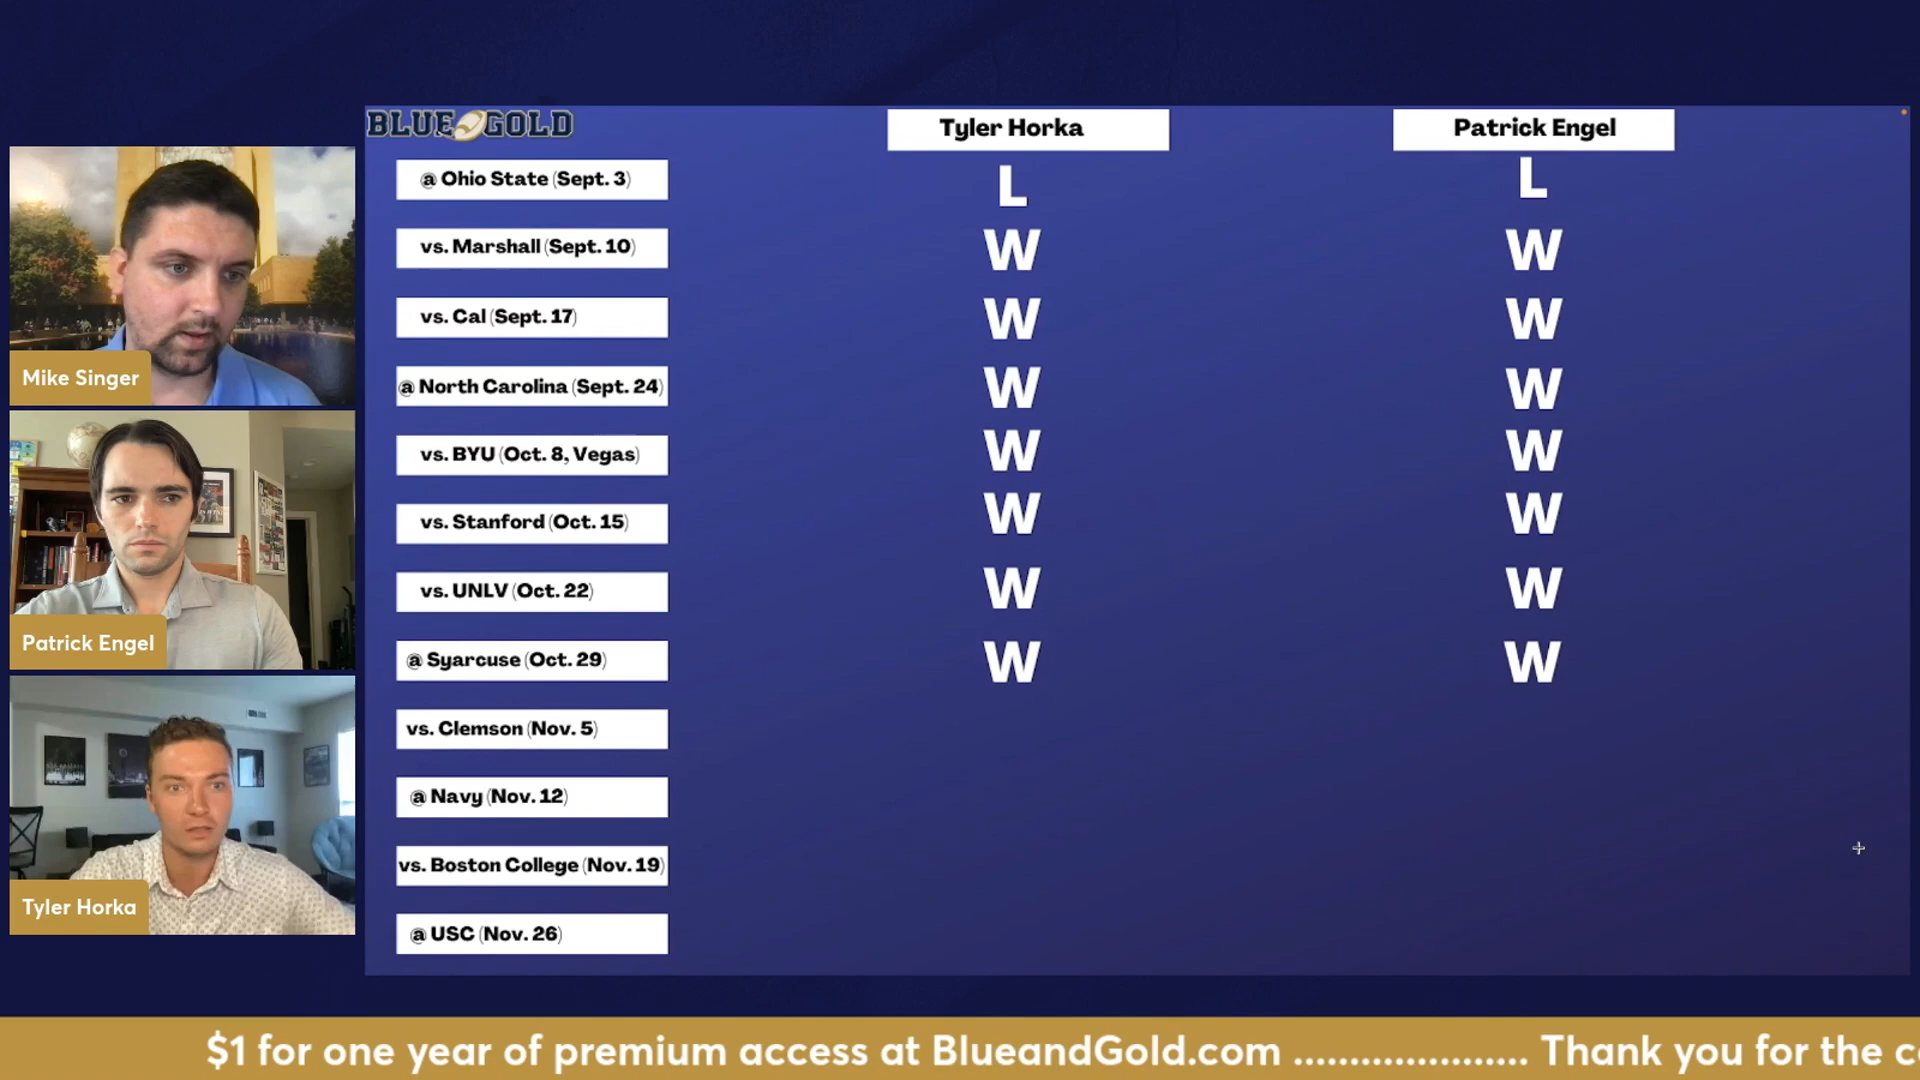 BLUE GOLD
Tyler Horka
Patrick Engel
@ Ohio State (Sept. 3)
L
L
vs. Marshall (Sept. 10)
W
W
vs. Cal (Sept. 17)
W
W
@ North Carolina (Sept. 24)
W
W
vs. BYU (Oct. 8, Vegas)
W
W
vs. Stanford (Oct. 15)
W
W
vs. UNLV (Oct. 22)
W
W
@ Syarcuse (Oct. 29)
W
W
vs. Clemson (Nov. 5)
@ Navy (Nov. 12)
vs. Boston College (Nov. 19)
@ USC (Nov. 26)
Mike Singer
Patrick Engel
Tyler Horka
$1 for one year of premium access at BlueandGold.com ..................... Thank you for the c